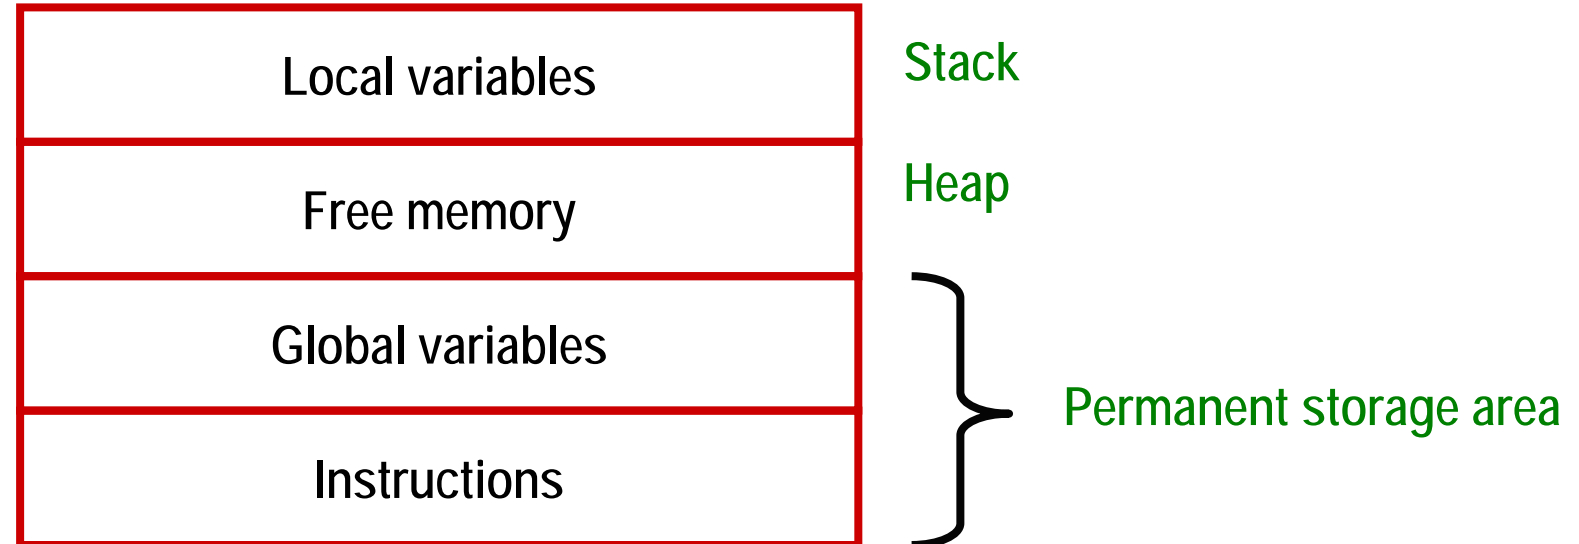 Local variables
Stack
Free memory
Heap
Global variables
Permanent storage area
Instructions